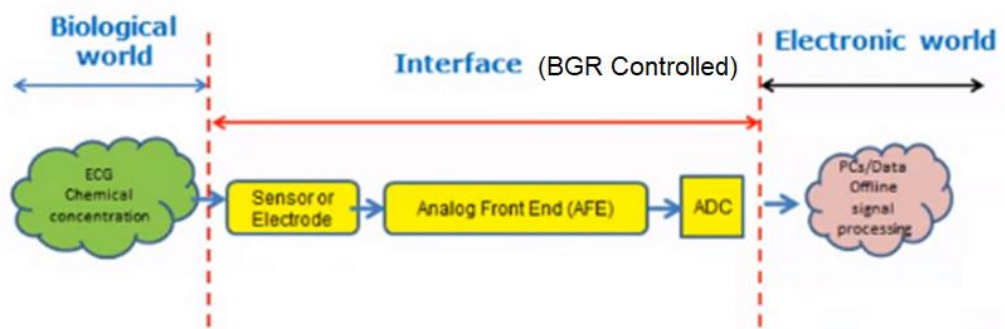 Biological
world
Interface (BGR Controlled)
Electronic world
ECG
Chemical
concentration
Sensor or
Electrode
Analog Front End (AFE)
ADC
PCs/Data
Offline
signal
processing